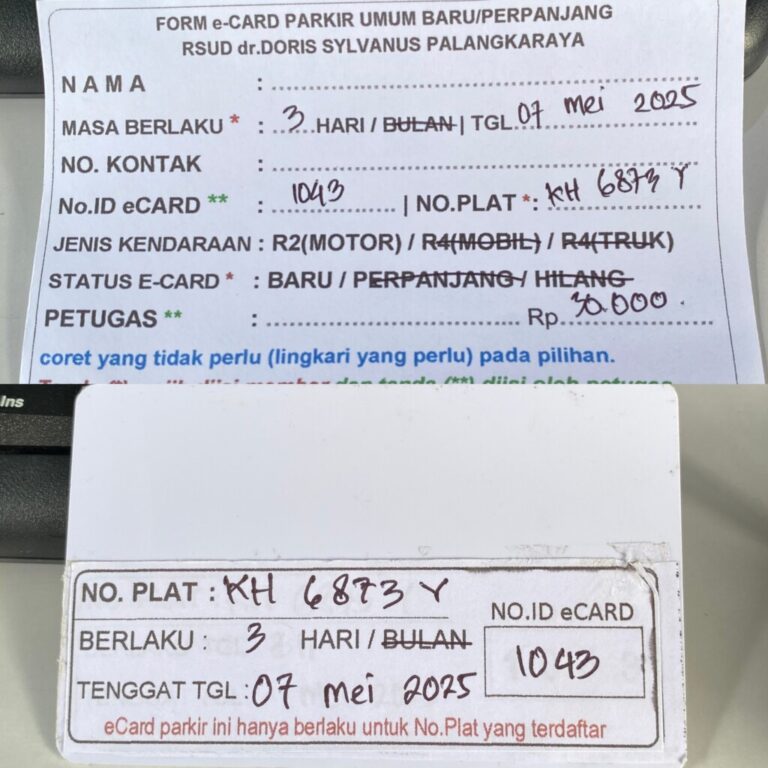 FORM e-CARD PARKIR UMUM BARU/PERPANJANG
RSUD dr.DORIS SYLVANUS PALANGKARAYA
NAMA :
MASA BERLAKU * : 3 HARI / BULAN | TGL 07 Mei 2025
NO. KONTAK :
No.ID eCARD ** : 1043 | NO.PLAT *: KH 6873 Y
JENIS KENDARAAN : R2(MOTOR) / R4(MOBIL) / R4(TRUK)
STATUS E-CARD * : BARU / PERPANJANG / HILANG
PETUGAS ** : Rp. 30.000.
coret yang tidak perlu (lingkari yang perlu) pada pilihan.
Ins
NO. PLAT : KH 6873 Y
NO.ID eCARD
BERLAKU : 3 HARI / BULAN
1043
TENGGAT TGL : 07 Mei 2025
eCard parkir ini hanya berlaku untuk No.Plat yang terdaftar